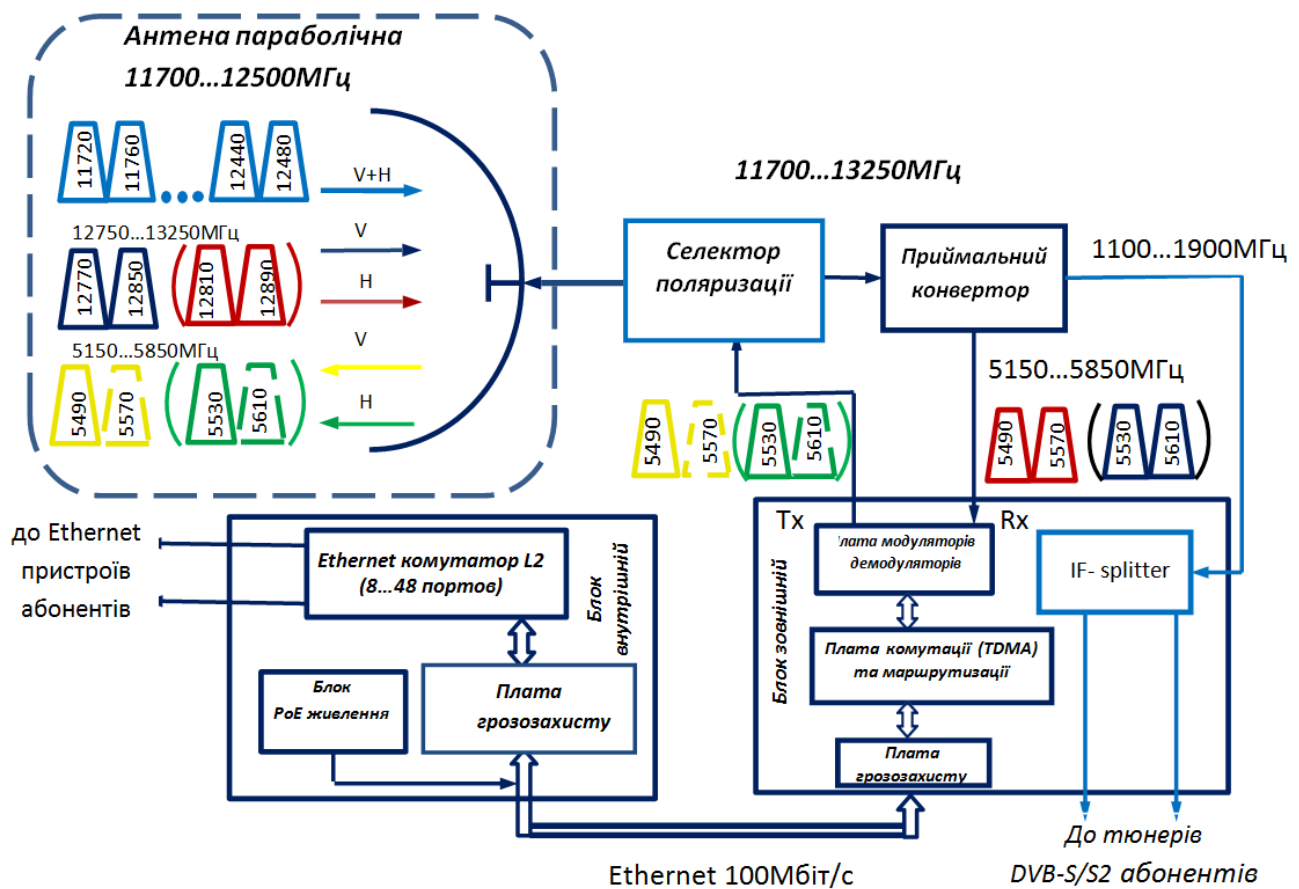 Антена параболічна
11700...12500МГц
11720
11760
12440
12480
V+H
12750...13250МГц
12770
12850
12810
12890
V
H
5150...5850МГц
5490
5570
5530
5610
V
H
11700...13250МГц
Селектор
поляризації
Приймальний
конвертор
1100...1900МГц
5150...5850МГц
5490
5570
5530
5610
5490
5570
5530
5610
до Ethernet
пристроїв
абонентів
Ethernet комутатор L2
(8...48 портов)
Блок
внутрішній
Блок
PoE живлення
Плата
грозозахисту
Tx
Rx
лата модуляторів
демодуляторів
IF- splitter
Блок зовнішній
Плата комутації (TDMA)
та маршрутизації
Плата
грозозахисту
Ethernet 100Мбіт/с
До тюнерів
DVB-S/S2 абонентів